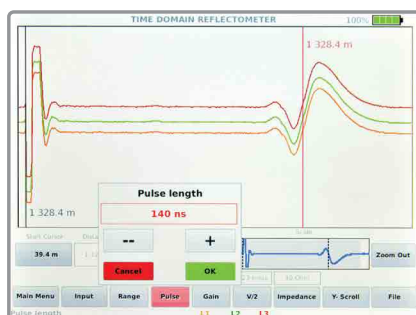 TIME DOMAIN REFLECTOMETER
100%
1 328.4 m
1 328.4 m
Pulse length
140 ns
--
+
Cancel
OK
Start Cursor
39.4 m
Zoom Out
Main Menu
Input
Range
Pulse
Gain
V/2
Impedance
Y- Scroll
File
Pulse length
L1
L2
L3